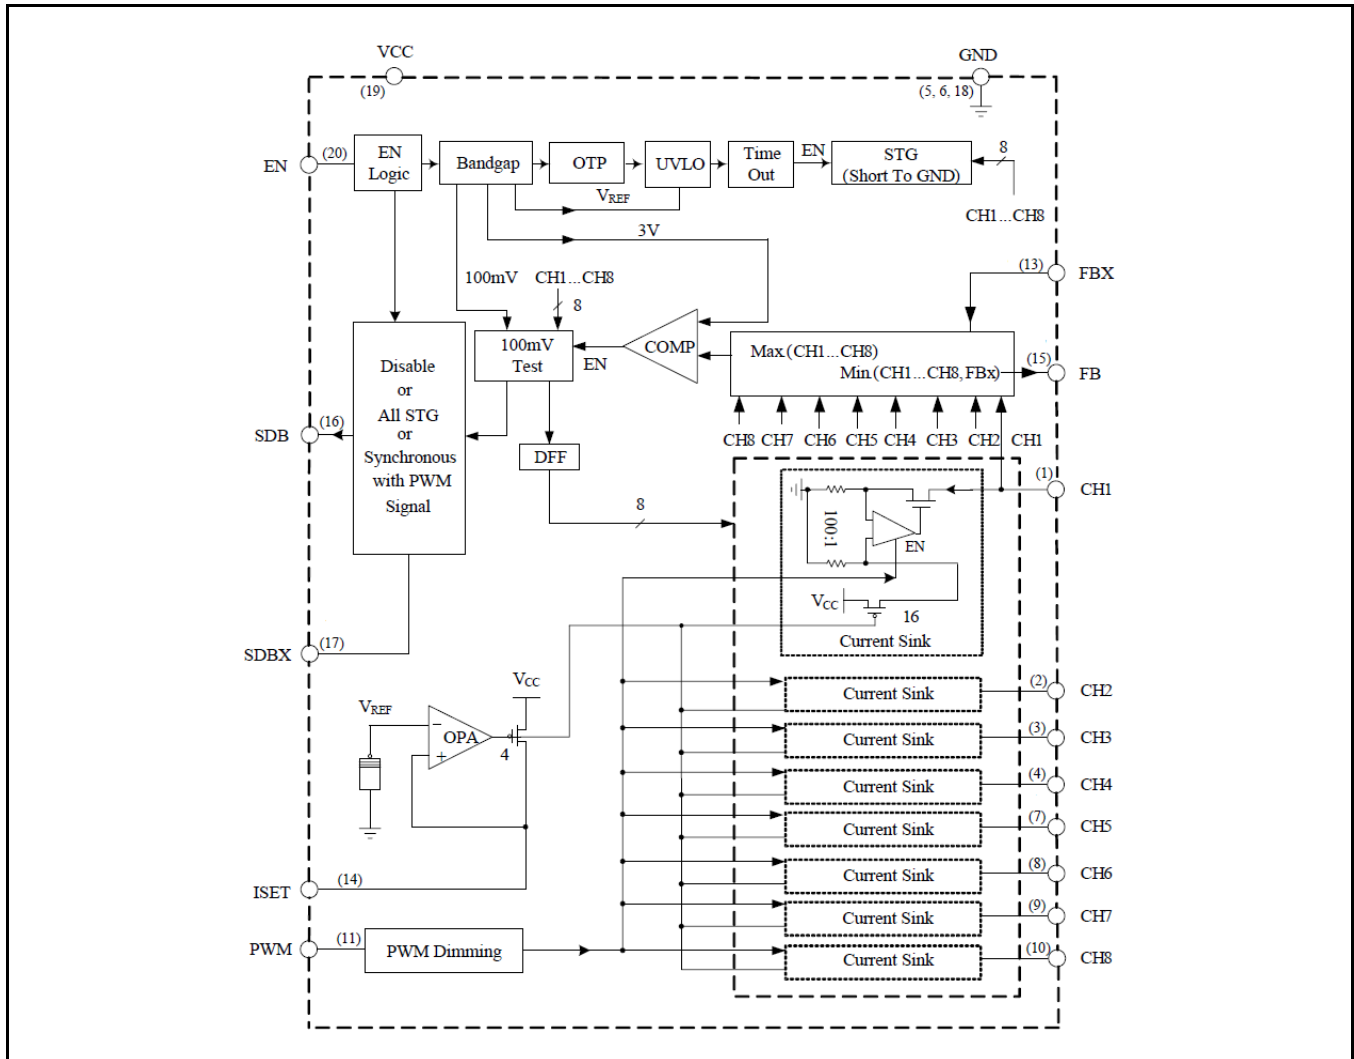 VCC
GND
(19)
(5, 6, 18)
EN
(20)
EN
Logic
Bandgap
OTP
UVLO
Time
Out
EN
STG
(Short To GND)
8
VREF
CH1...CH8
3V
100mV
CH1...CH8
8
(13)
FBX
100mV
Test
EN
COMP
Max.(CH1...CH8)
Min.(CH1...CH8,FBx)
(15)
FB
Disable
or
All STG
or
Synchronous
with PWM
Signal
SDB
(16)
CH8
CH7
CH6
CH5
CH4
CH3
CH2
CH1
DFF
8
(1)
CH1
100:1
EN
VCC
16
Current Sink
SDBX
(17)
VCC
VREF
−
OPA
+
4
Current Sink
(2)
CH2
Current Sink
(3)
CH3
Current Sink
(4)
CH4
Current Sink
(7)
CH5
Current Sink
(8)
CH6
ISET
(14)
Current Sink
(9)
CH7
PWM
(11)
PWM Dimming
Current Sink
(10)
CH8